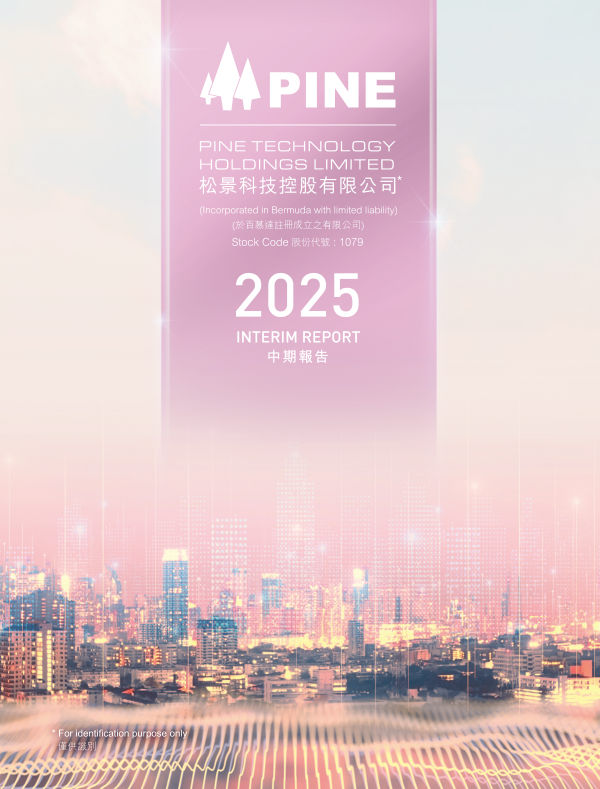 PINE
PINE TECHNOLOGY
HOLDINGS LIMITED
松景科技控股有限公司*
(Incorporated in Bermuda with limited liability)
(於百慕達註冊成立之有限公司)
Stock Code 股份代號 : 1079
2025
INTERIM REPORT
中期報告
* For identification purpose only
僅供識別